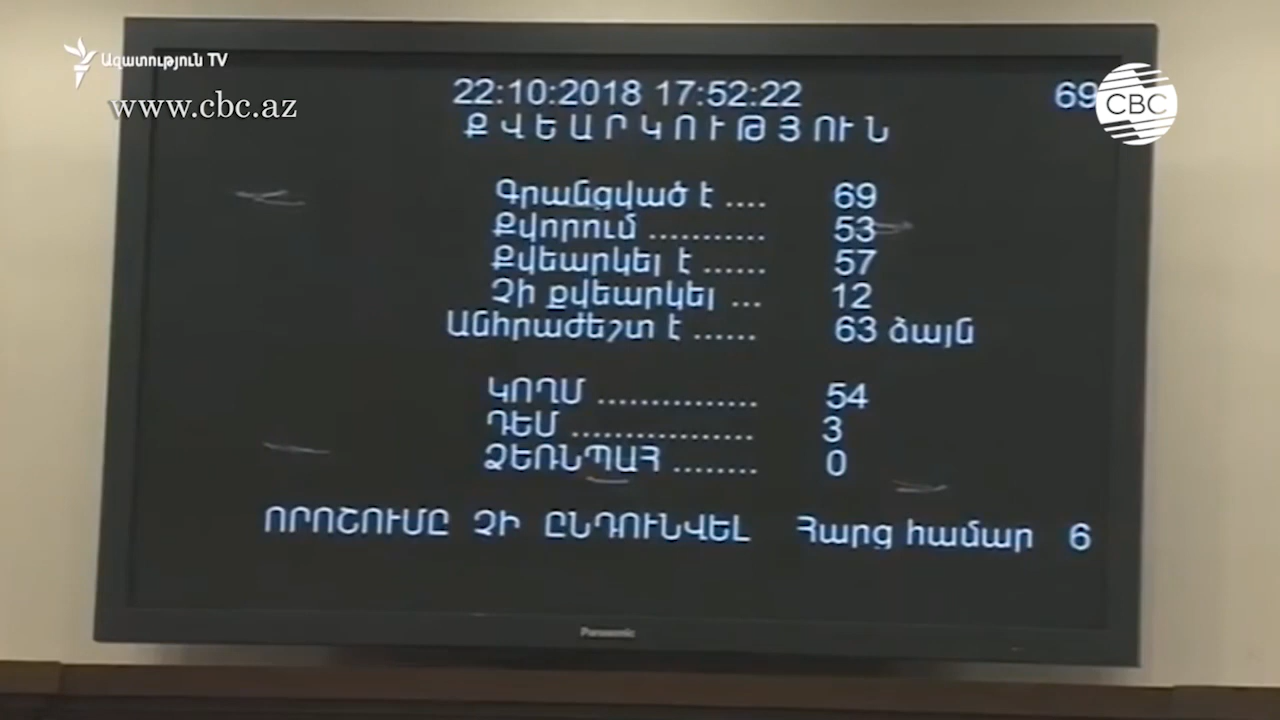 Ազատություն TV
www.cbc.az
CBC
22:10:2018 17:52:22 69
ՔՎԵԱՐԿՈՒԹՅՈՒՆ
Գրանցված է .... 69
Քվորում ........... 53
Քվեարկել է ...... 57
Չի քվեարկել ... 12
Անհրաժեշտ է ...... 63 ձայն
ԿՈՂՄ ............... 54
ԴԵՄ ................. 3
ՁԵՌՆՊԱՀ ........ 0
ՈՐՈՇՈՒՄԸ ՉԻ ԸՆԴՈՒՆՎԵԼ Հարց համար 6
Panasonic